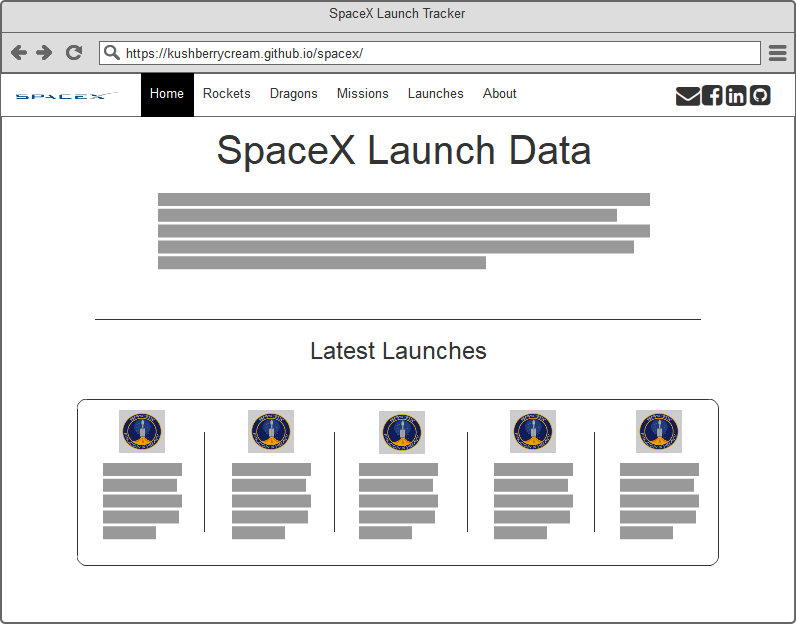 SpaceX Launch Tracker
https://kushberrycream.github.io/spacex/
SPACEX
Home Rockets Dragons Missions Launches About
SpaceX Launch Data
Latest Launches